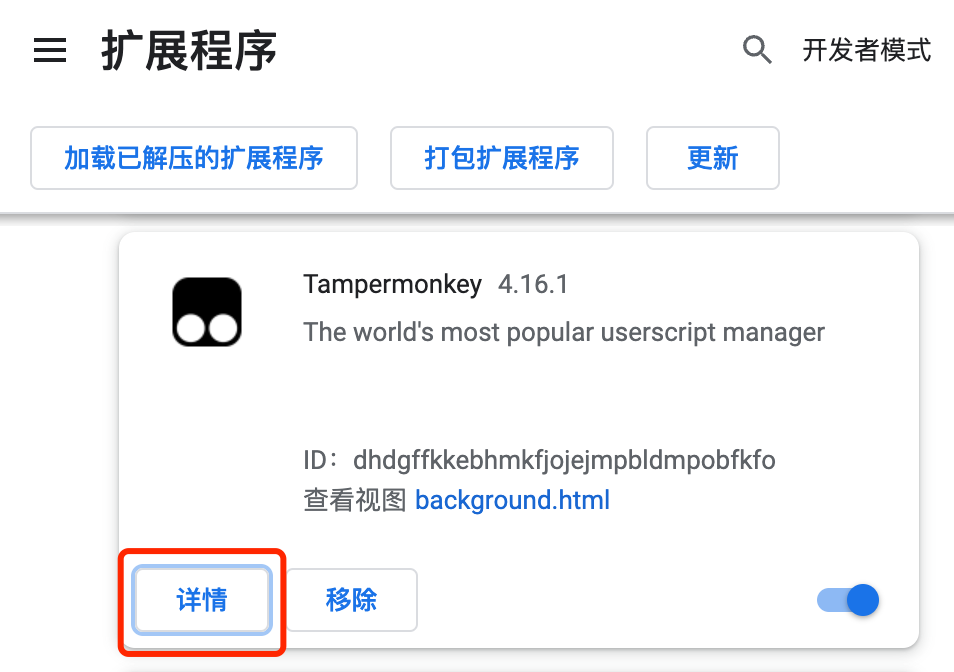 扩展程序
开发者模式
加载已解压的扩展程序
打包扩展程序
更新
Tampermonkey 4.16.1
The world's most popular userscript manager
ID：dhdgffkkebhmkfjojejmpbldmpobfkfo
查看视图 background.html
详情
移除